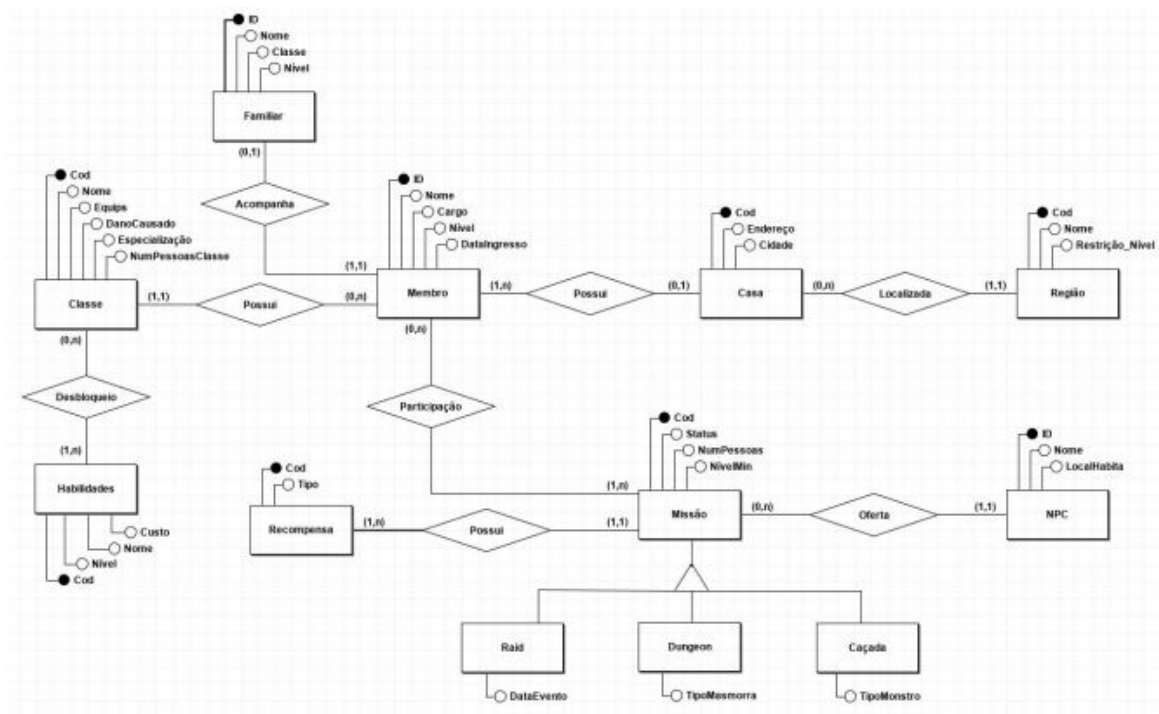 ID
Nome
Classe
Nível
Familiar
(0,1)
Acompanha
(1,1)
Cod
Nome
Equips
DanoCausado
Especialização
NumPessoasClasse
Classe
(1,1)
Possui
(0,n)
ID
Nome
Cargo
Nível
DataIngresso
Membro
(1,n)
Possui
(0,1)
Cod
Endereço
Cidade
Casa
(0,n)
Localizada
(1,1)
Cod
Nome
Restrição_Nível
Região
(0,n)
Desbloqueio
(1,n)
Habilidades
Custo
Nome
Nível
Cod
(0,n)
Participação
(1,n)
Cod
Tipo
Recompensa
(1,n)
Possui
(1,1)
Cod
Status
NumPessoas
NívelMin
Missão
(0,n)
Oferta
(1,1)
ID
Nome
LocalHabita
NPC
Raid
DataEvento
Dungeon
TipoMasmorra
Caçada
TipoMonstro